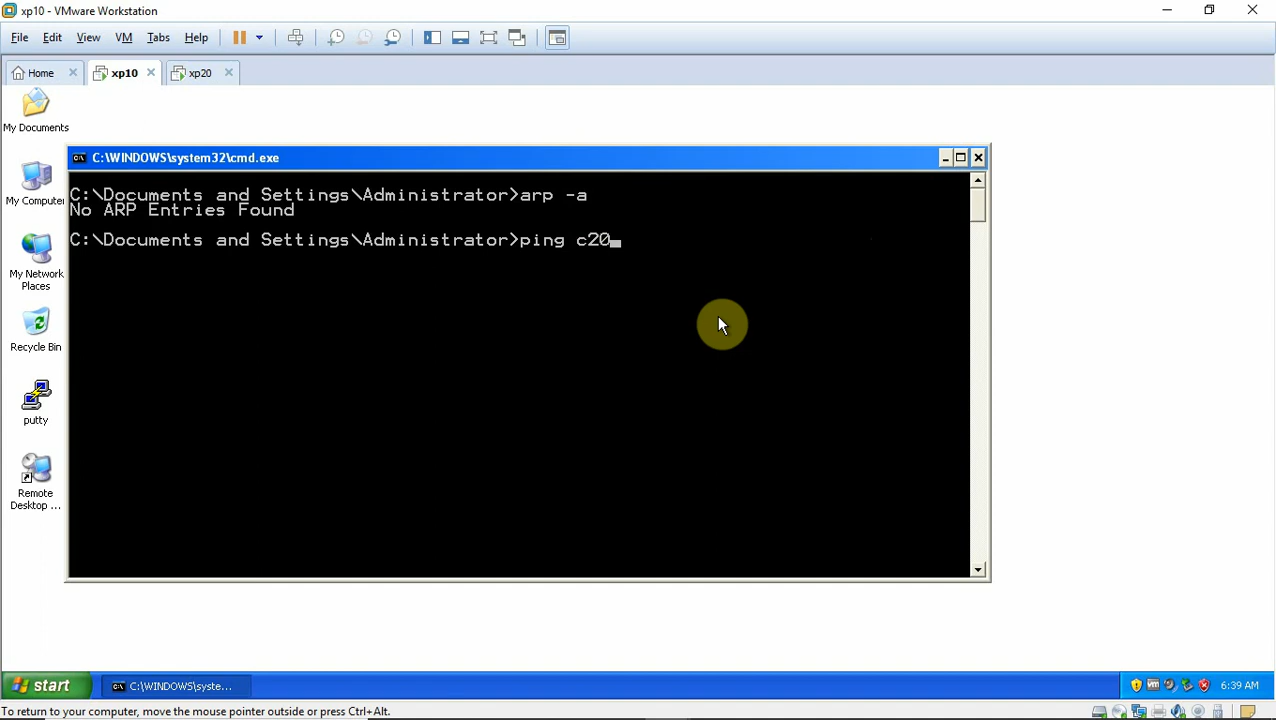 xp10 - VMware Workstation
File Edit View VM Tabs Help
Home xp10 xp20
My Documents
My Computer
My Network
Places
Recycle Bin
putty
Remote
Desktop ...
C:\WINDOWS\system32\cmd.exe
C:\Documents and Settings\Administrator>arp -a
No ARP Entries Found
C:\Documents and Settings\Administrator>ping c20
start C:\WINDOWS\syste... 6:39 AM
To return to your computer, move the mouse pointer outside or press Ctrl+Alt.